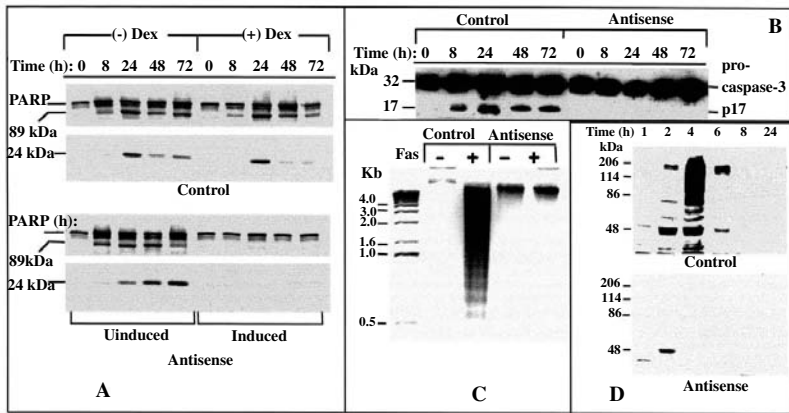 (-) Dex (+) Dex
Time (h): 0 8 24 48 72 0 8 24 48 72
PARP
89 kDa
24 kDa
Control
PARP (h):
89kDa
24 kDa
Uinduced Induced
Antisense
A
Control Antisense B
Time (h): 0 8 24 48 72 0 8 24 48 72
kDa
32
17
pro-
caspase-3
p17
Control Antisense
Fas - + - +
Kb
4.0
3.0
2.0
1.6
1.0
0.5
C
Time (h) 1 2 4 6 8 24
kDa
206
114
86
48
Control
206
114
86
48
Antisense
D